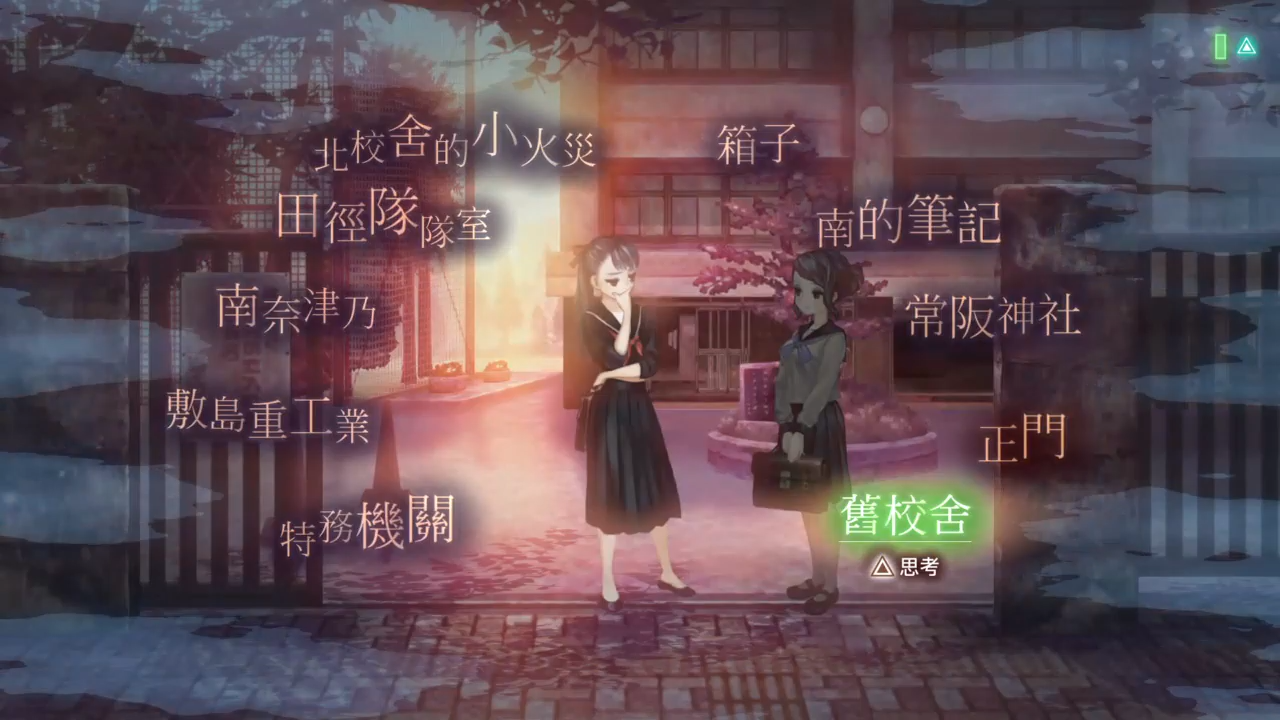 北校舍的小火災
箱子
田徑隊隊室
南的筆記
南奈津乃
常阪神社
敷島重工業
正門
特務機關
舊校舍
思考